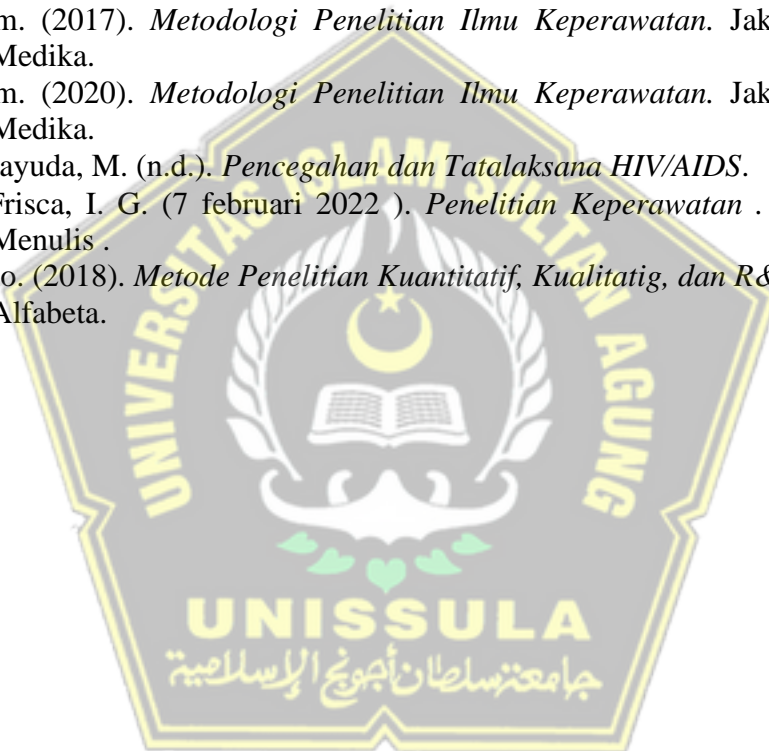 m. (2017). Metodologi Penelitian Ilmu Keperawatan. Jak
Medika.
m. (2020). Metodologi Penelitian Ilmu Keperawatan. Jak
Medika.
ayuda, M. (n.d.). Pencegahan dan Tatalaksana HIV/AIDS.
Frisca, I. G. (7 februari 2022 ). Penelitian Keperawatan .
Menulis .
o. (2018). Metode Penelitian Kuantitatif, Kualitatig, dan R&
Alfabeta.
UNIVERSITAS ISLAM SULTAN AGUNG
UNISSULA
جامعة سلطان أجونج الإسلامية